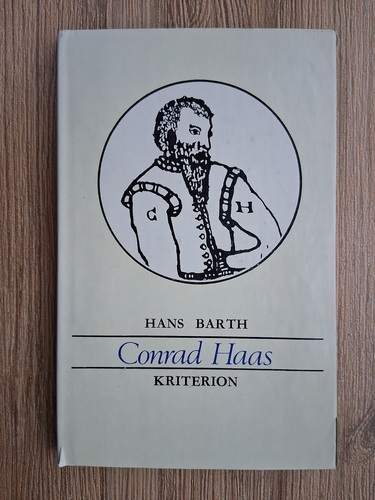 C H
HANS BARTH
Conrad Haas
KRITERION